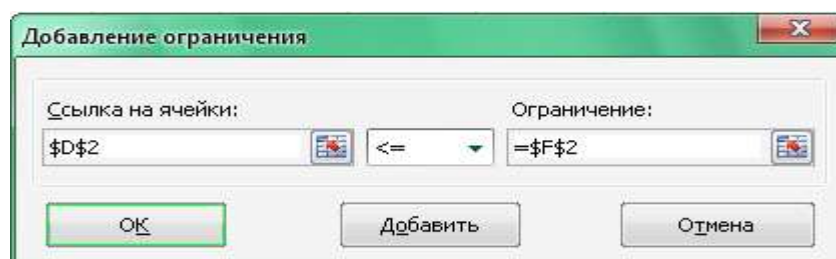 Добавление ограничения
Ссылка на ячейки: Ограничение:
$D$2 <= =$F$2
ОК Добавить Отмена